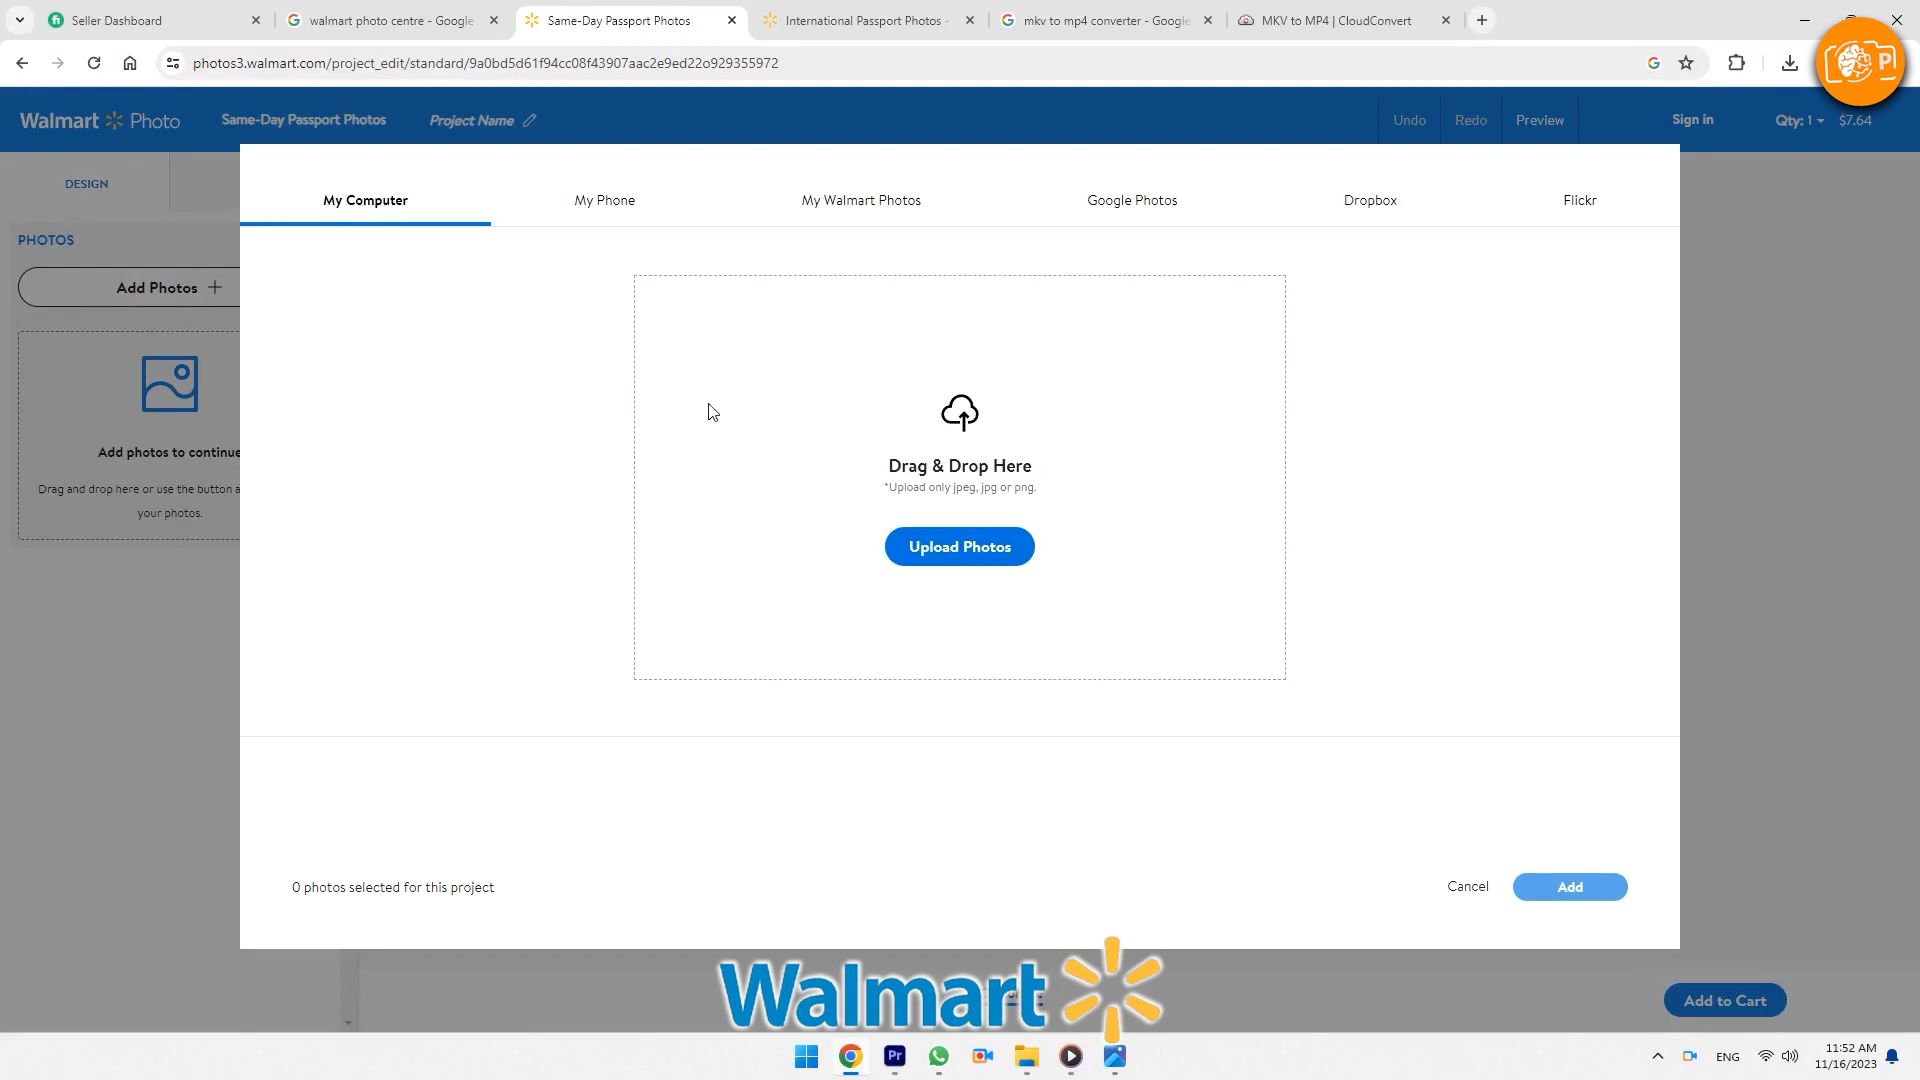 Seller Dashboard
walmart photo centre - Google
Same-Day Passport Photos
International Passport Photos -
mkv to mp4 converter - Google
MKV to MP4 | CloudConvert
photos3.walmart.com/project_edit/standard/9a0bd5d61f94cc08f43907aac2e9ed22o929355972
P
Walmart Photo
Same-Day Passport Photos
Project Name
Undo
Redo
Preview
Sign in
Qty: 1
$7.64
DESIGN
My Computer
My Phone
My Walmart Photos
Google Photos
Dropbox
Flickr
PHOTOS
Add Photos
Add photos to continue
Drag and drop here or use the button a
your photos.
Drag & Drop Here
*Upload only jpeg, jpg or png.
Upload Photos
0 photos selected for this project
Cancel
Add
Walmart
Add to Cart
Pr
ENG
11:52 AM
11/16/2023